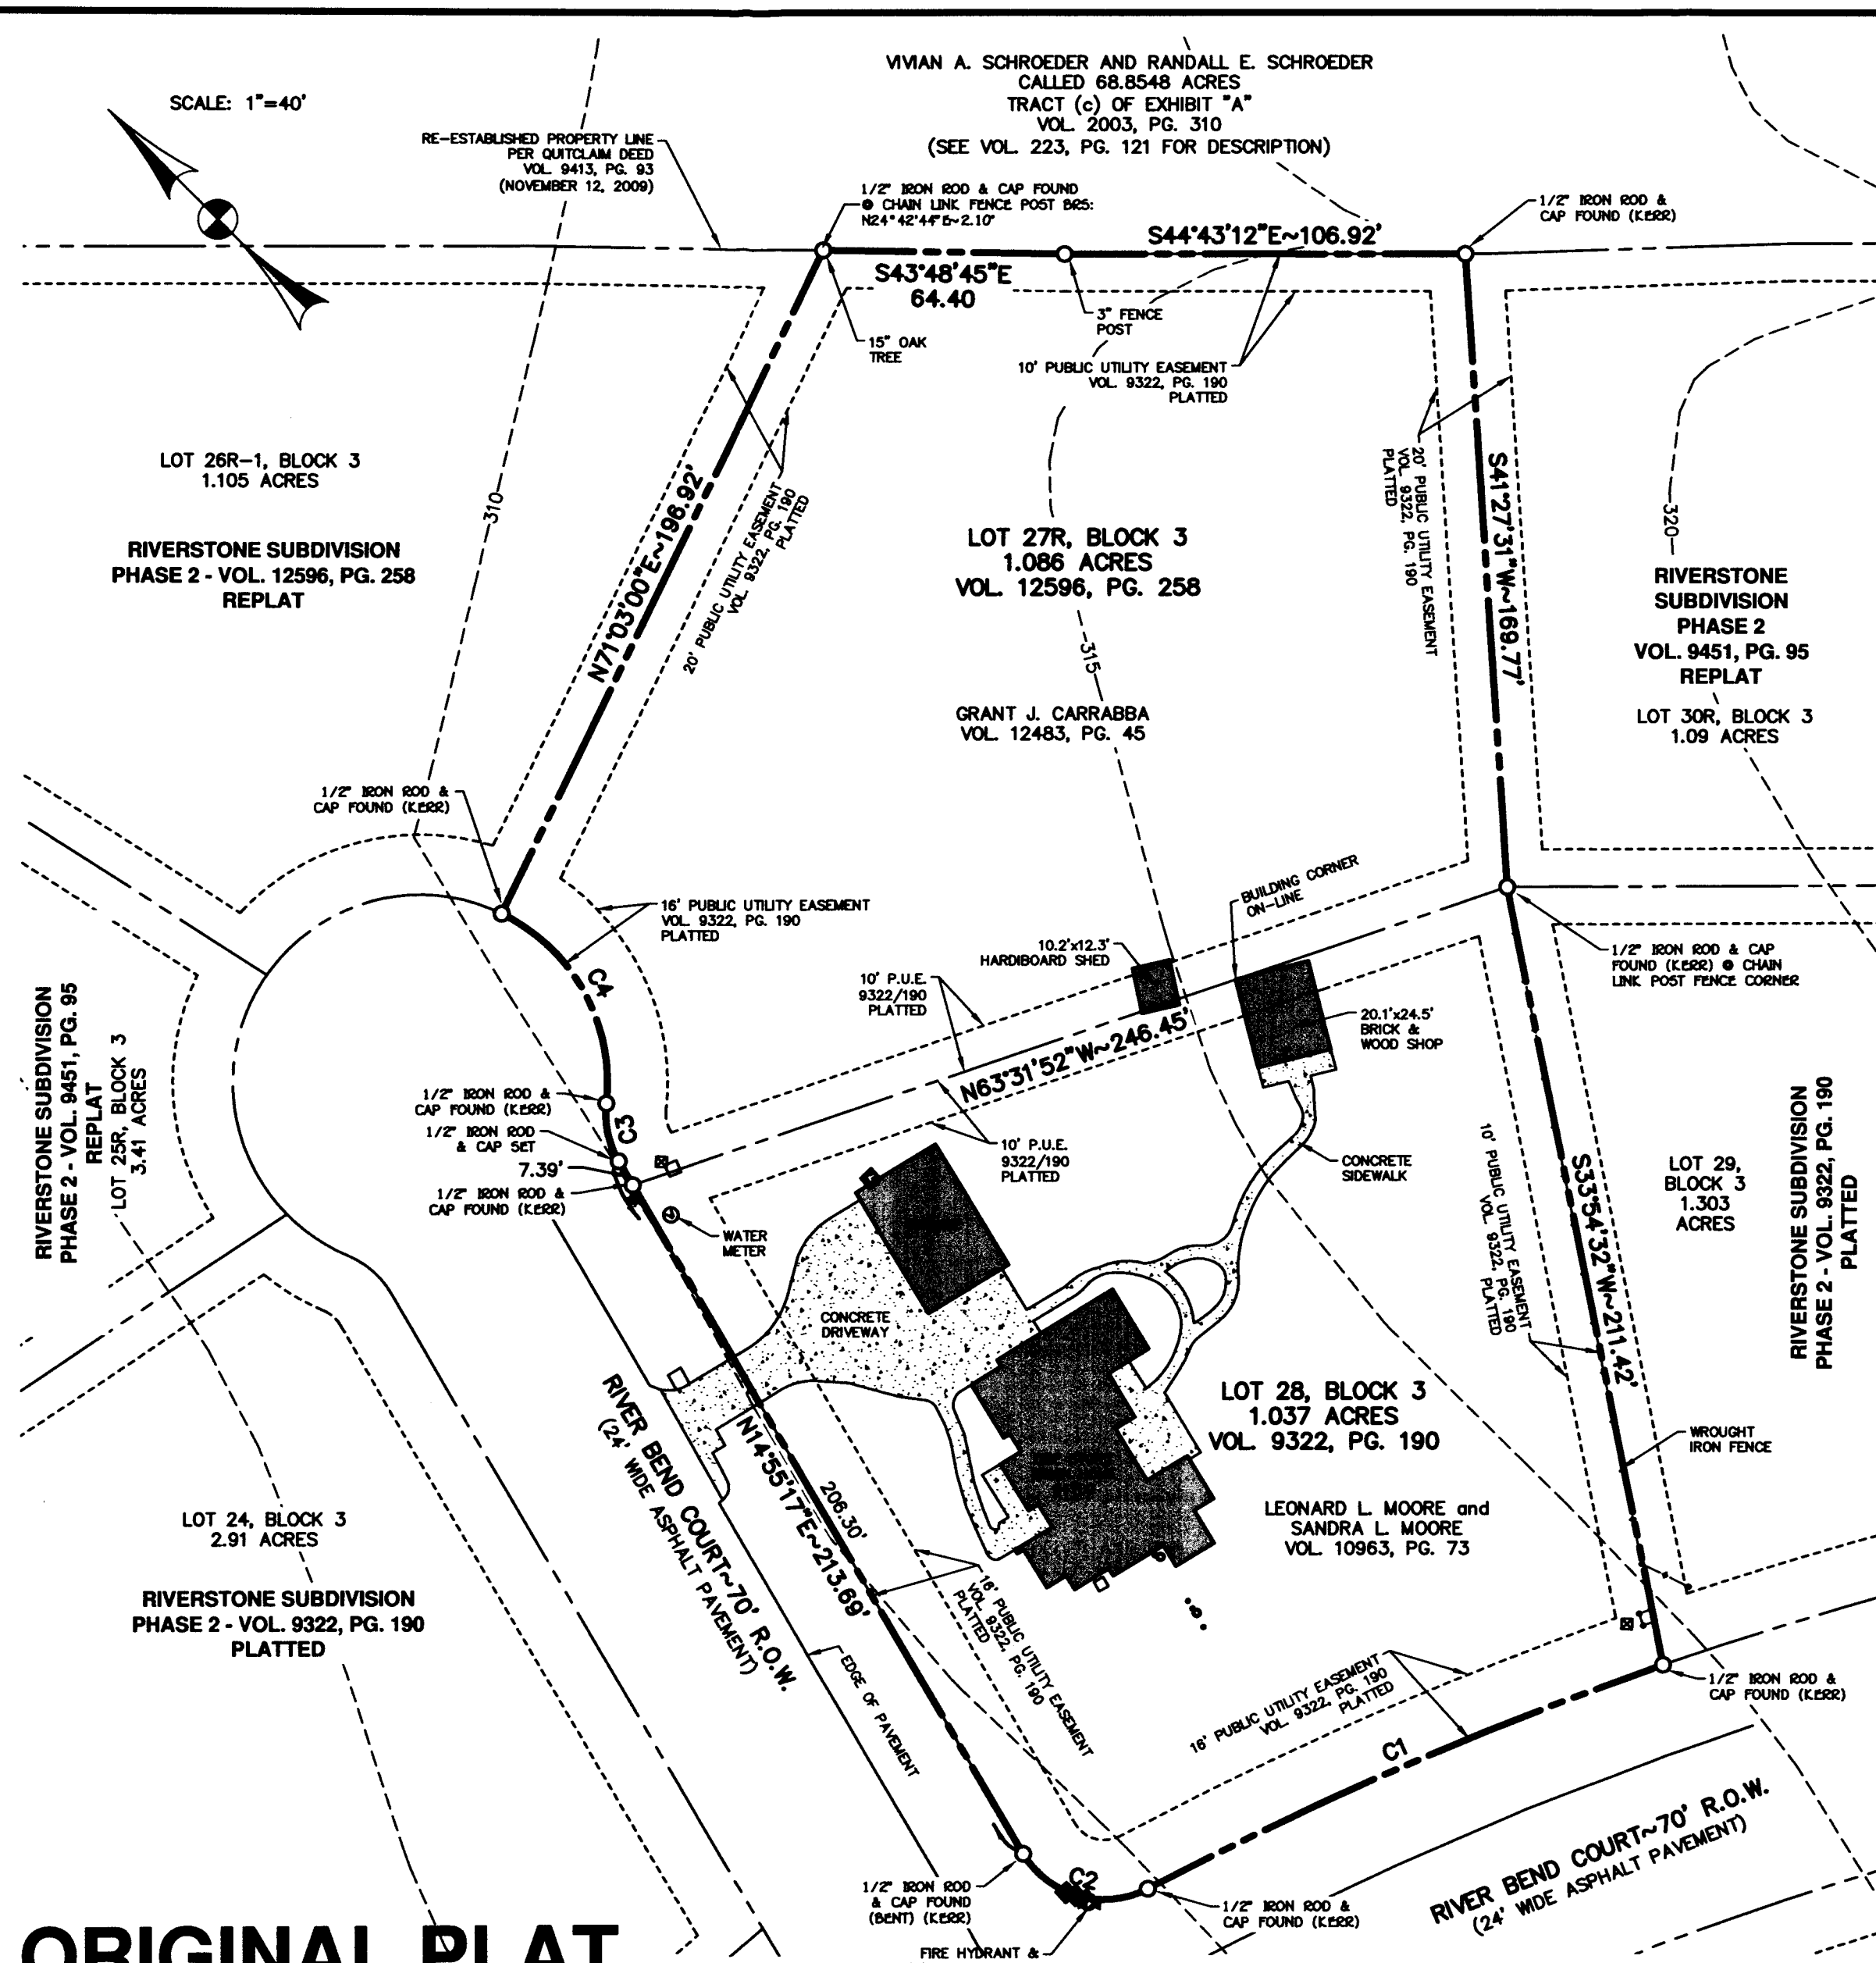 VIVIAN A. SCHROEDER AND RANDALL E. SCHROEDER
CALLED 68.8548 ACRES
TRACT (c) OF EXHIBIT "A"
VOL. 2003, PG. 310
(SEE VOL. 223, PG. 121 FOR DESCRIPTION)
SCALE: 1"=40'
RE-ESTABLISHED PROPERTY LINE
PER QUITCLAIM DEED
VOL. 9413, PG. 93
(NOVEMBER 12, 2009)
1/2" IRON ROD & CAP FOUND
@ CHAIN LINK FENCE POST BRS:
N24°42'44"E~2.10'
1/2" IRON ROD &
CAP FOUND (KERR)
S44°43'12"E~106.92'
S43°48'45"E
64.40
3" FENCE
POST
15" OAK
TREE
10' PUBLIC UTILITY EASEMENT
VOL. 9322, PG. 190
PLATTED
LOT 26R-1, BLOCK 3
1.105 ACRES
RIVERSTONE SUBDIVISION
PHASE 2 - VOL. 12596, PG. 258
REPLAT
310
N71°03'00"E~196.92'
20' PUBLIC UTILITY EASEMENT
VOL. 9322, PG. 190
PLATTED
LOT 27R, BLOCK 3
1.086 ACRES
VOL. 12596, PG. 258
315
GRANT J. CARRABBA
VOL. 12483, PG. 45
20' PUBLIC UTILITY EASEMENT
VOL. 9322, PG. 190
PLATTED
S41°27'31"W~169.77'
320
RIVERSTONE
SUBDIVISION
PHASE 2
VOL. 9451, PG. 95
REPLAT
LOT 30R, BLOCK 3
1.09 ACRES
1/2" IRON ROD &
CAP FOUND (KERR)
16' PUBLIC UTILITY EASEMENT
VOL. 9322, PG. 190
PLATTED
C4
BUILDING CORNER
ON-LINE
10.2'x12.3'
HARDIBOARD SHED
10' P.U.E.
9322/190
PLATTED
1/2" IRON ROD & CAP
FOUND (KERR) @ CHAIN
LINK POST FENCE CORNER
20.1'x24.5'
BRICK &
WOOD SHOP
N63°31'52"W~246.45'
RIVERSTONE SUBDIVISION
PHASE 2 - VOL. 9451, PG. 95
REPLAT
LOT 25R, BLOCK 3
3.41 ACRES
1/2" IRON ROD &
CAP FOUND (KERR)
C3
1/2" IRON ROD
& CAP SET
7.39'
1/2" IRON ROD &
CAP FOUND (KERR)
10' P.U.E.
9322/190
PLATTED
CONCRETE
SIDEWALK
WATER
METER
10' PUBLIC UTILITY EASEMENT
VOL. 9322, PG. 190
PLATTED
S33°54'32"W~211.42'
LOT 29,
BLOCK 3
1.303
ACRES
RIVERSTONE SUBDIVISION
PHASE 2 - VOL. 9322, PG. 190
PLATTED
CONCRETE
DRIVEWAY
RIVER BEND COURT~70' R.O.W.
(24' WIDE ASPHALT PAVEMENT)
N14°55'17"E~213.69'
206.30'
LOT 28, BLOCK 3
1.037 ACRES
VOL. 9322, PG. 190
WROUGHT
IRON FENCE
LEONARD L. MOORE and
SANDRA L. MOORE
VOL. 10963, PG. 73
LOT 24, BLOCK 3
2.91 ACRES
RIVERSTONE SUBDIVISION
PHASE 2 - VOL. 9322, PG. 190
PLATTED
16' PUBLIC UTILITY EASEMENT
VOL. 9322, PG. 190
PLATTED
EDGE OF PAVEMENT
16' PUBLIC UTILITY EASEMENT
VOL. 9322, PG. 190
PLATTED
1/2" IRON ROD &
CAP FOUND (KERR)
C1
C2
1/2" IRON ROD
& CAP FOUND
(BENT) (KERR)
1/2" IRON ROD &
CAP FOUND (KERR)
RIVER BEND COURT~70' R.O.W.
(24' WIDE ASPHALT PAVEMENT)
FIRE HYDRANT &
ORIGINAL PLAT